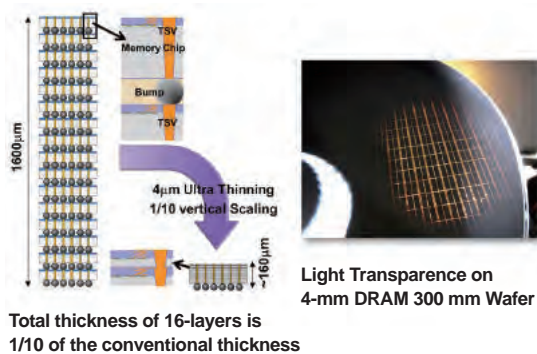 TSV
Memory Chip
Bump
TSV
1600μm
4μm Ultra Thinning
1/10 vertical Scaling
~160μm
Total thickness of 16-layers is
1/10 of the conventional thickness
Light Transparence on
4-mm DRAM 300 mm Wafer